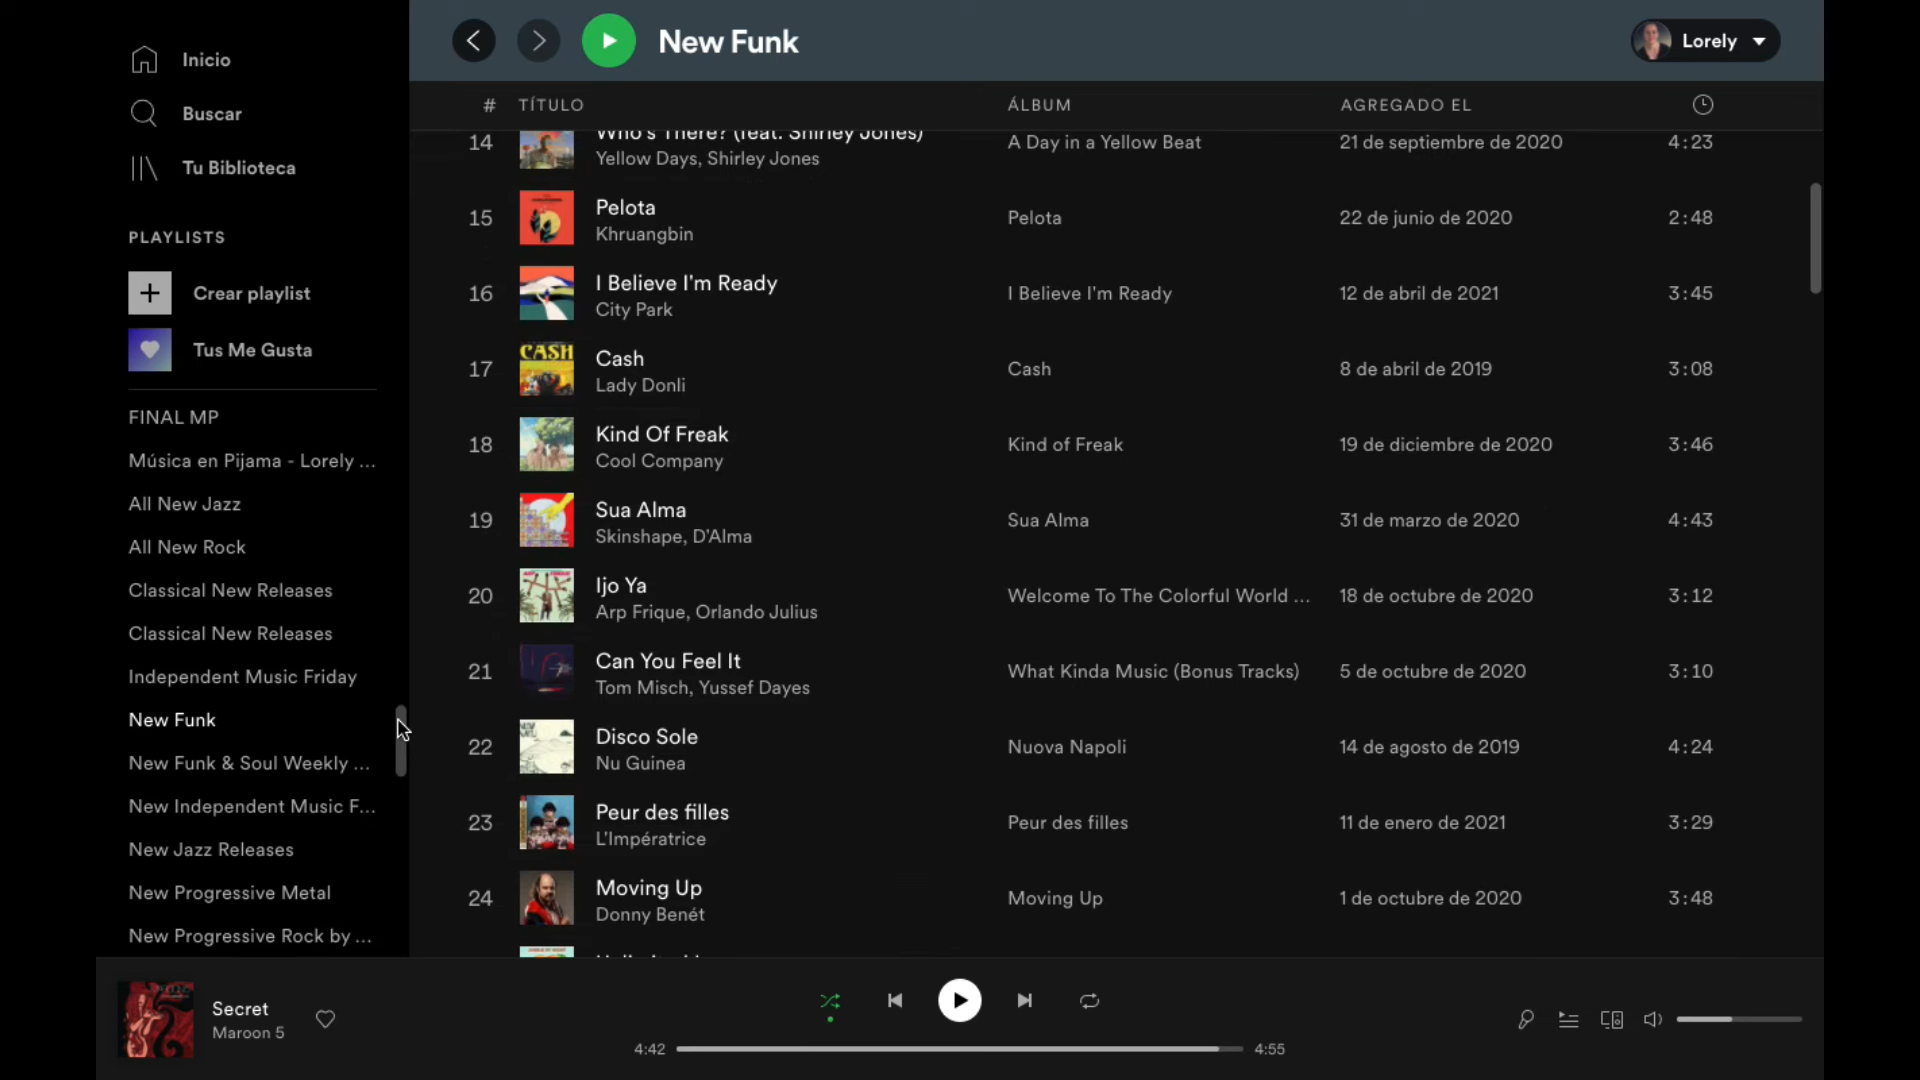 Inicio
Buscar
Tu Biblioteca
PLAYLISTS
Crear playlist
Tus Me Gusta
FINAL MP
Música en Pijama - Lorely ...
All New Jazz
All New Rock
Classical New Releases
Classical New Releases
Independent Music Friday
New Funk
New Funk & Soul Weekly ...
New Independent Music F...
New Jazz Releases
New Progressive Metal
New Progressive Rock by ...
New Funk
Lorely
# TÍTULO ÁLBUM AGREGADO EL
14 Who's There? (feat. Shirley Jones) A Day in a Yellow Beat 21 de septiembre de 2020 4:23
Yellow Days, Shirley Jones
15 Pelota Pelota 22 de junio de 2020 2:48
Khruangbin
16 I Believe I'm Ready I Believe I'm Ready 12 de abril de 2021 3:45
City Park
17 Cash Cash 8 de abril de 2019 3:08
Lady Donli
CASH
18 Kind Of Freak Kind of Freak 19 de diciembre de 2020 3:46
Cool Company
19 Sua Alma Sua Alma 31 de marzo de 2020 4:43
Skinshape, D'Alma
20 Ijo Ya Welcome To The Colorful World ... 18 de octubre de 2020 3:12
Arp Frique, Orlando Julius
21 Can You Feel It What Kinda Music (Bonus Tracks) 5 de octubre de 2020 3:10
Tom Misch, Yussef Dayes
22 Disco Sole Nuova Napoli 14 de agosto de 2019 4:24
Nu Guinea
23 Peur des filles Peur des filles 11 de enero de 2021 3:29
L'Impératrice
24 Moving Up Moving Up 1 de octubre de 2020 3:48
Donny Benét
Secret
Maroon 5
4:42
4:55